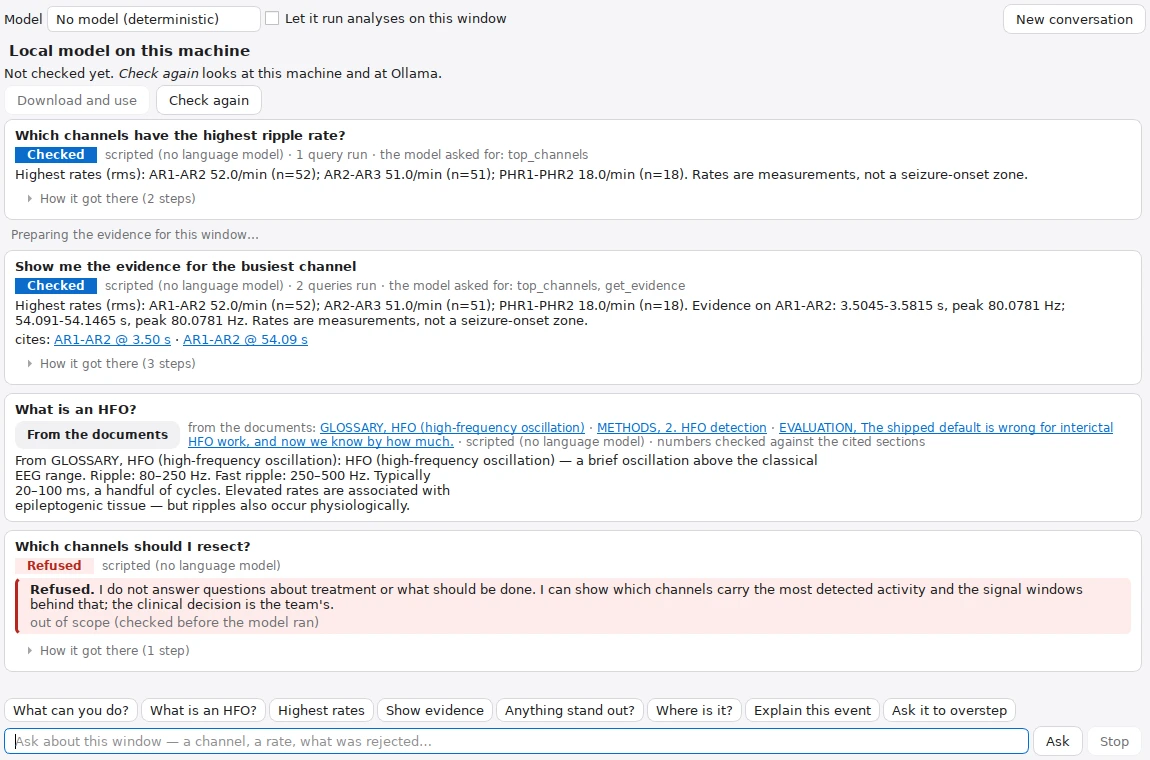 Model No model (deterministic) Let it run analyses on this window New conversation
Local model on this machine
Not checked yet. Check again looks at this machine and at Ollama.
Download and use Check again
Which channels have the highest ripple rate?
Checked scripted (no language model) · 1 query run · the model asked for: top_channels
Highest rates (rms): AR1-AR2 52.0/min (n=52); AR2-AR3 51.0/min (n=51); PHR1-PHR2 18.0/min (n=18). Rates are measurements, not a seizure-onset zone.
How it got there (2 steps)
Preparing the evidence for this window...
Show me the evidence for the busiest channel
Checked scripted (no language model) · 2 queries run · the model asked for: top_channels, get_evidence
Highest rates (rms): AR1-AR2 52.0/min (n=52); AR2-AR3 51.0/min (n=51); PHR1-PHR2 18.0/min (n=18). Evidence on AR1-AR2: 3.5045-3.5815 s, peak 80.0781 Hz;
54.091-54.1465 s, peak 80.0781 Hz. Rates are measurements, not a seizure-onset zone.
cites: AR1-AR2 @ 3.50 s · AR1-AR2 @ 54.09 s
How it got there (3 steps)
What is an HFO?
From the documents from the documents: GLOSSARY, HFO (high-frequency oscillation) · METHODS, 2. HFO detection · EVALUATION, The shipped default is wrong for interictal
HFO work, and now we know by how much. · scripted (no language model) · numbers checked against the cited sections
From GLOSSARY, HFO (high-frequency oscillation): HFO (high-frequency oscillation) — a brief oscillation above the classical
EEG range. Ripple: 80–250 Hz. Fast ripple: 250–500 Hz. Typically
20–100 ms, a handful of cycles. Elevated rates are associated with
epileptogenic tissue — but ripples also occur physiologically.
Which channels should I resect?
Refused scripted (no language model)
Refused. I do not answer questions about treatment or what should be done. I can show which channels carry the most detected activity and the signal windows
behind that; the clinical decision is the team's.
out of scope (checked before the model ran)
How it got there (1 step)
What can you do? What is an HFO? Highest rates Show evidence Anything stand out? Where is it? Explain this event Ask it to overstep
Ask about this window — a channel, a rate, what was rejected... Ask Stop